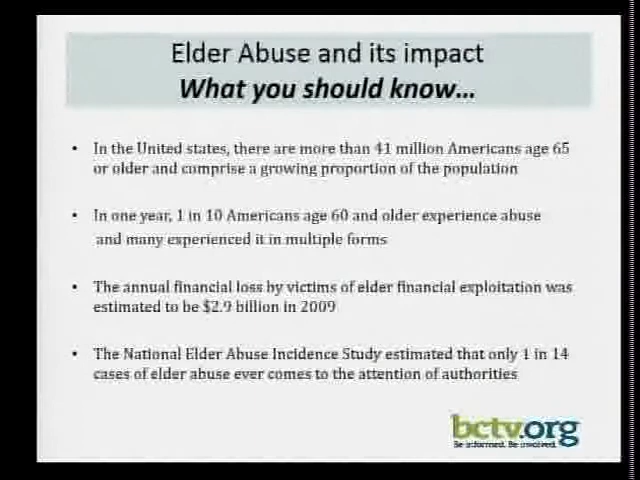 Elder Abuse and its impact
What you should know...
• In the United states, there are more than 41 million Americans age 65
or older and comprise a growing proportion of the population
• In one year, 1 in 10 Americans age 60 and older experience abuse
and many experienced it in multiple forms
• The annual financial loss by victims of elder financial exploitation was
estimated to be $2.9 billion in 2009
• The National Elder Abuse Incidence Study estimated that only 1 in 14
cases of elder abuse ever comes to the attention of authorities
bctv.org
Be informed. Be involved.